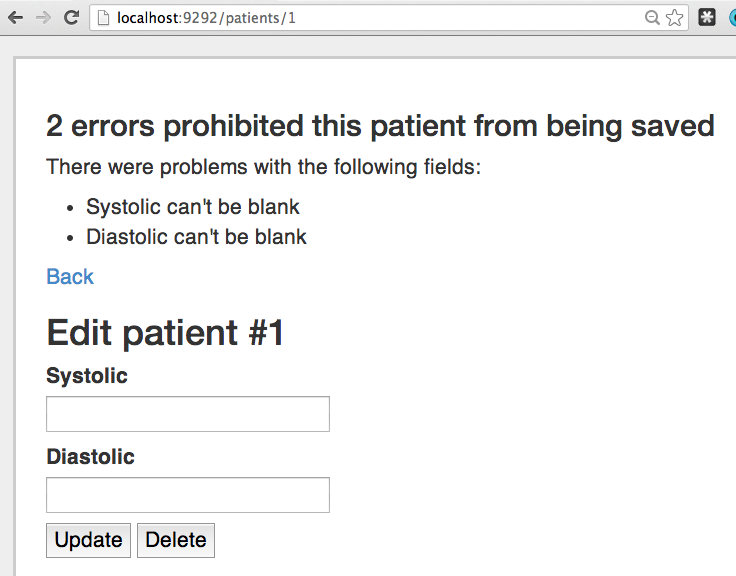 localhost:9292/patients/1
2 errors prohibited this patient from being saved
There were problems with the following fields:
Systolic can't be blank
Diastolic can't be blank
Back
Edit patient #1
Systolic
Diastolic
Update Delete